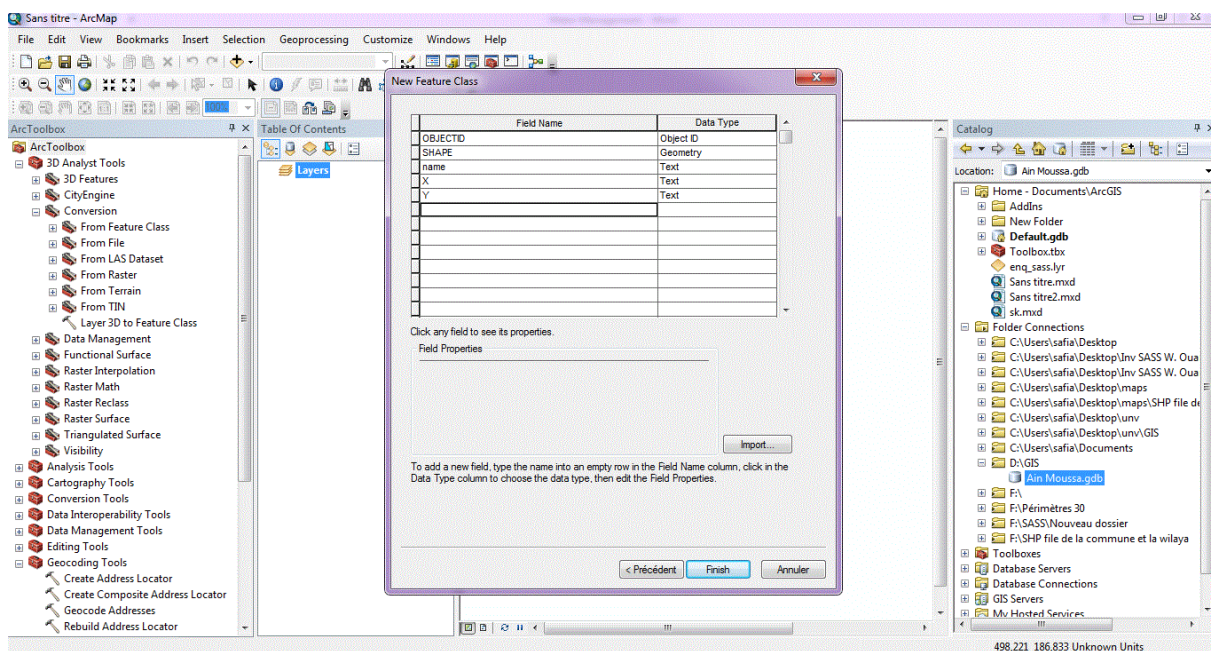 Sans titre - ArcMap
File Edit View Bookmarks Insert Selection Geoprocessing Customize Windows Help
ArcToolbox
ArcToolbox
3D Analyst Tools
3D Features
CityEngine
Conversion
From Feature Class
From File
From LAS Dataset
From Raster
From Terrain
From TIN
Layer 3D to Feature Class
Data Management
Functional Surface
Raster Interpolation
Raster Math
Raster Reclass
Raster Surface
Triangulated Surface
Visibility
Analysis Tools
Cartography Tools
Conversion Tools
Data Interoperability Tools
Data Management Tools
Editing Tools
Geocoding Tools
Create Address Locator
Create Composite Address Locator
Geocode Addresses
Rebuild Address Locator
Table Of Contents
Layers
New Feature Class
Field Name Data Type
OBJECTID Object ID
SHAPE Geometry
name Text
X Text
Y Text
Click any field to see its properties.
Field Properties
Import...
To add a new field, type the name into an empty row in the Field Name column, click in the
Data Type column to choose the data type, then edit the Field Properties.
< Précédent Finish Annuler
Catalog
Location: Ain Moussa.gdb
Home - Documents\ArcGIS
AddIns
New Folder
Default.gdb
Toolbox.tbx
enq_sass.lyr
Sans titre.mxd
Sans titre2.mxd
sk.mxd
Folder Connections
C:\Users\safia\Desktop
C:\Users\safia\Desktop\Inv SASS W. Oua
C:\Users\safia\Desktop\Inv SASS W. Oua
C:\Users\safia\Desktop\maps
C:\Users\safia\Desktop\maps\SHP file de
C:\Users\safia\Desktop\unv
C:\Users\safia\Desktop\unv\GIS
C:\Users\safia\Documents
D:\GIS
Ain Moussa.gdb
F:\
F:\Périmètres 30
F:\SASS\Nouveau dossier
F:\SHP file de la commune et la wilaya
Toolboxes
Database Servers
Database Connections
GIS Servers
My Hosted Services
498,221 186,833 Unknown Units